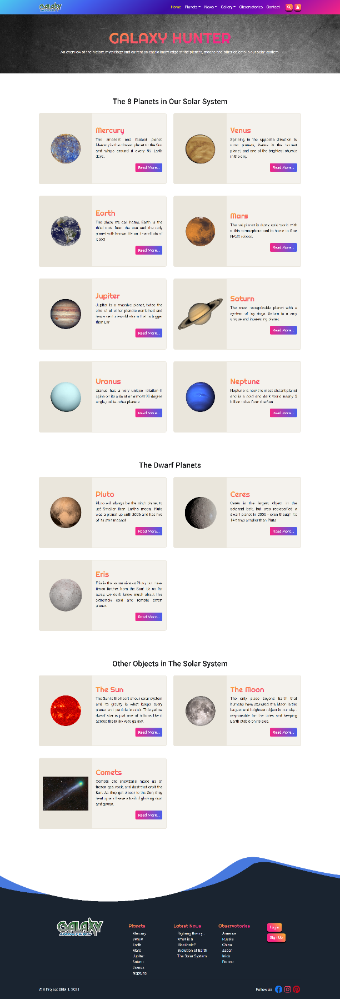 GALAXY
HUNTERS
Home Planets News Gallery Observatories Contact
GALAXY HUNTER
An overview of the history, mythology and current scientific knowledge of the planets, moons and other objects in our solar system.
The 8 Planets in Our Solar System
Mercury
The smallest and fastest planet,
Mercury is the closest planet to the Sun
and whips around it every 88 Earth
days.
Read More...
Venus
Spinning in the opposite direction to
most planets, Venus is the hottest
planet, and one of the brightest objects
in the sky.
Read More...
Earth
The place we call home, Earth is the
third rock from the sun and the only
planet with known life on it - and lots of
it too!
Read More...
Mars
The red planet is dusty, cold world with
a thin atmosphere and is home to four
NASA robots.
Read More...
Jupiter
Jupiter is a massive planet, twice the
size of all other planets combined and
has a centuries-old storm that is bigger
than Ear
Read More...
Saturn
The most recognizable planet with a
system of icy rings, Saturn is a very
unique and interesting planet.
Read More...
Uranus
Uranus has a very unique rotation it
spins on its side at an almost 90-degree
angle, unlike other planets.
Read More...
Neptune
Neptune is now the most distant planet
and is a cold and dark world nearly 3
billion miles from the Sun.
Read More...
The Dwarf Planets
Pluto
Pluto will always be the ninth planet to
us! Smaller than Earth's moon, Pluto
was a planet up until 2006 and has five
of its own moons!
Read More...
Ceres
Ceres is the largest object in the
asteroid belt, but was reclassified a
dwarf planet in 2006 - even though it's
14 times smaller than Pluto.
Read More...
Eris
Eris is the same size as Pluto, but three
times further from the Sun! It's so far
away, we don't know much about this
extremely cold and remote dwarf
planet.
Read More...
Other Objects in The Solar System
The Sun
The Sun is the heart of our solar system
and its gravity is what keeps every
planet and particle in orbit. This yellow
dwarf star is just one of billions like it
across the Milky Way galaxy.
Read More...
The Moon
The only place beyond Earth that
humans have explored, the Moon is the
largest and brightest object in our sky -
responsible for the tides and keeping
Earth stable on its axis.
Read More...
Comets
Comets are snowballs made up of
frozen gas, rock, and dust that orbit the
Sun. As they get closer to the Sun, they
heat up and leave a trail of glowing dust
and gases.
Read More...
GALAXY
HUNTERS
Planets
Mercury
Venus
Earth
Mars
Jupiter
Saturn
Uranus
Neptune
Latest News
Bigbang theory...
What is a
Blackhole?
Evolution of Earth
The Solar System
Observatories
America
Russia
China
Japan
Inida
France
Login
Sign Up
© E Project SEM 1, 2021
Follow us